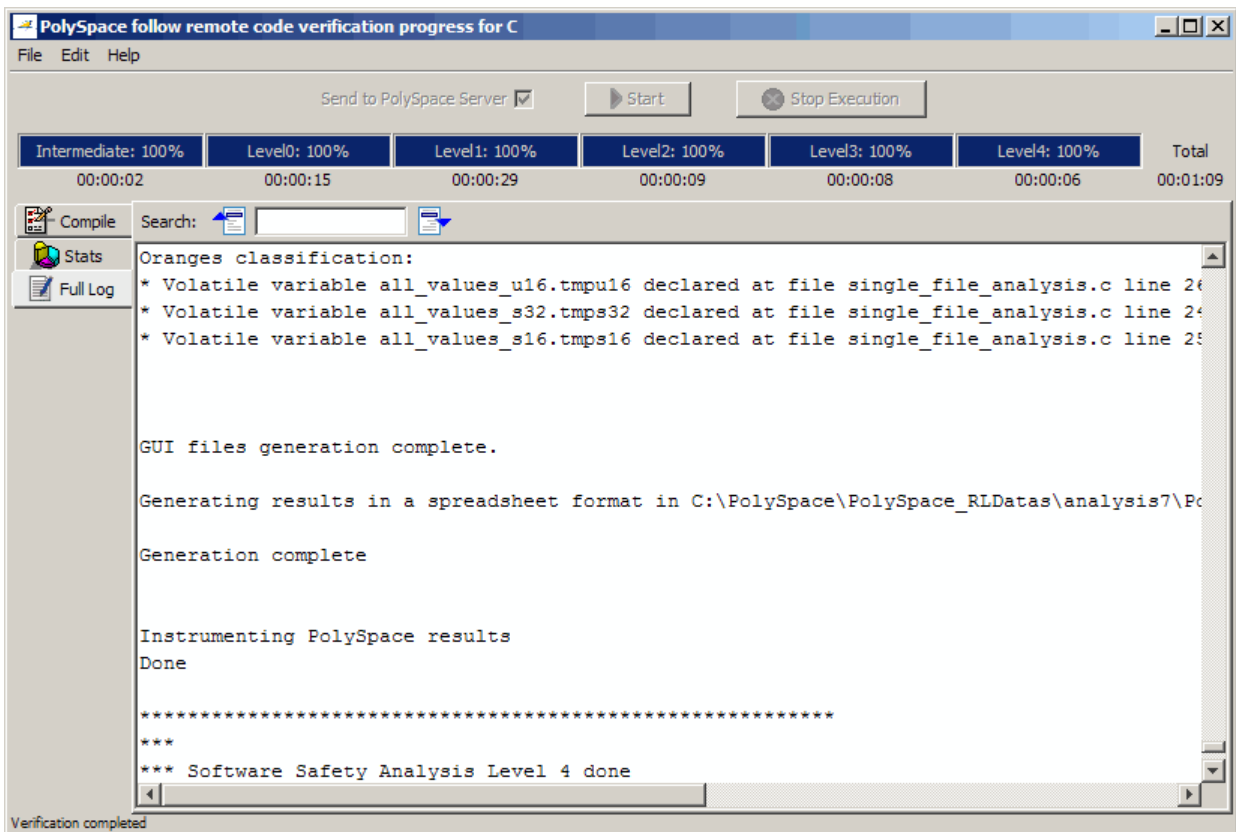 PolySpace follow remote code verification progress for C
File Edit Help
Send to PolySpace Server Start Stop Execution
Intermediate: 100% Level0: 100% Level1: 100% Level2: 100% Level3: 100% Level4: 100% Total
00:00:02 00:00:15 00:00:29 00:00:09 00:00:08 00:00:06 00:01:09
Compile Search:
Stats
Full Log
Oranges classification:
* Volatile variable all_values_u16.tmpu16 declared at file single_file_analysis.c line
* Volatile variable all_values_s32.tmps32 declared at file single_file_analysis.c line
* Volatile variable all_values_s16.tmps16 declared at file single_file_analysis.c line
GUI files generation complete.
Generating results in a spreadsheet format in C:\PolySpace\PolySpace_RLDatas\analysis7\
Generation complete
Instrumenting PolySpace results
Done
**********************************************************
***
*** Software Safety Analysis Level 4 done
Verification completed